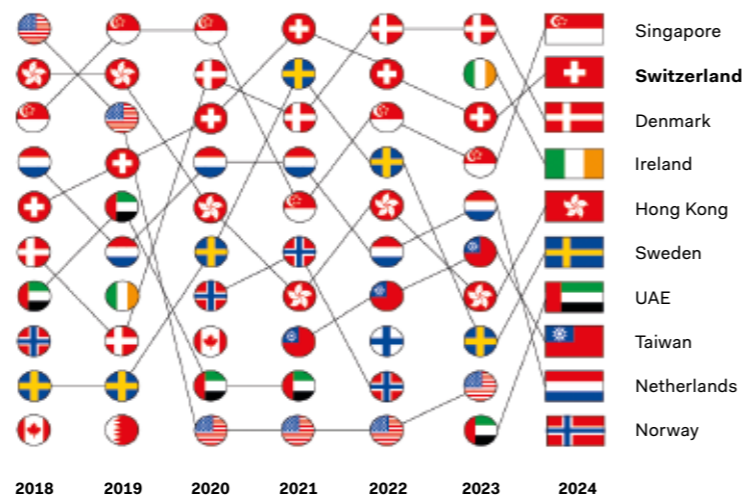 Singapore
Switzerland
Denmark
Ireland
Hong Kong
Sweden
UAE
Taiwan
Netherlands
Norway
2018 2019 2020 2021 2022 2023 2024